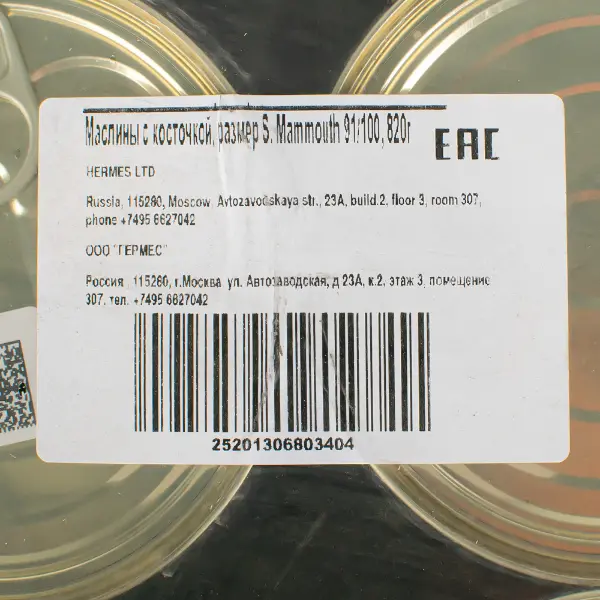 Маслины с косточкой, размер S. Mammouth 91/100, 820г
EAC
HERMES LTD
Russia, 115280, Moscow, Avtozavodskaya str., 23A, build.2, floor 3, room 307,
phone +7495 6627042
ООО "ГЕРМЕС"
Россия , 115280, г.Москва, ул. Автозаводская, д 23А, к.2, этаж 3, помещение
307, тел. +7495 6627042
25201306803404